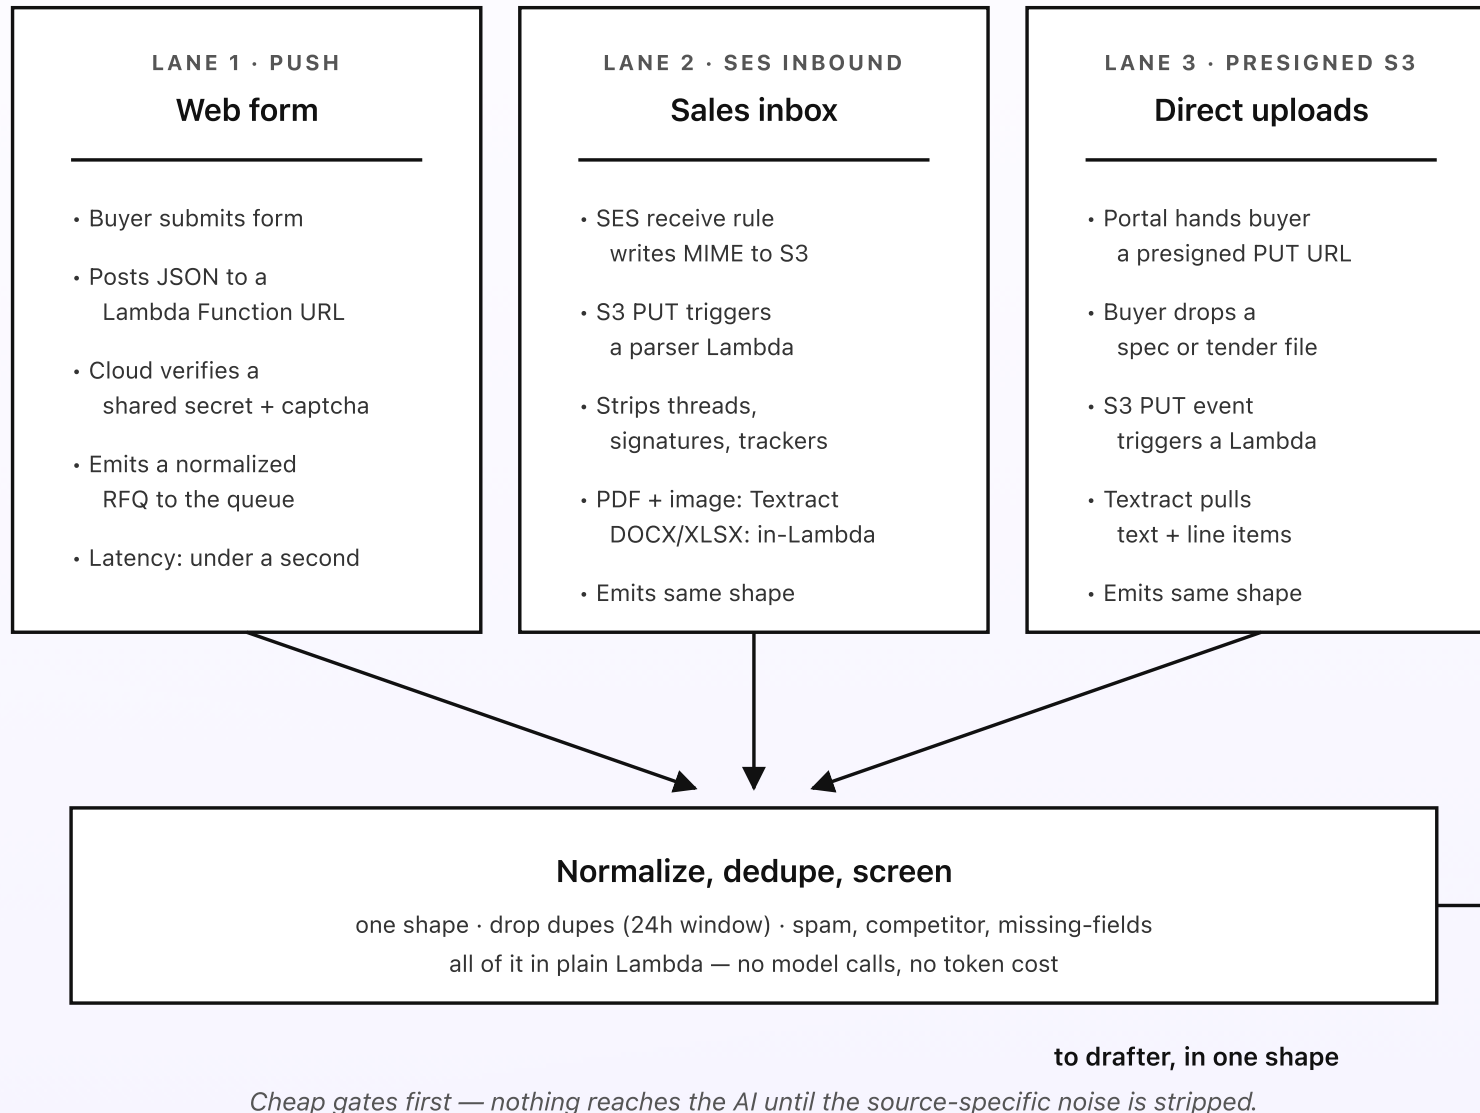 LANE 1 · PUSH
Web form
• Buyer submits form
• Posts JSON to a
Lambda Function URL
• Cloud verifies a
shared secret + captcha
• Emits a normalized
RFQ to the queue
• Latency: under a second
LANE 2 · SES INBOUND
Sales inbox
• SES receive rule
writes MIME to S3
• S3 PUT triggers
a parser Lambda
• Strips threads,
signatures, trackers
• PDF + image: Textract
DOCX/XLSX: in-Lambda
• Emits same shape
LANE 3 · PRESIGNED S3
Direct uploads
• Portal hands buyer
a presigned PUT URL
• Buyer drops a
spec or tender file
• S3 PUT event
triggers a Lambda
• Textract pulls
text + line items
• Emits same shape
Normalize, dedupe, screen
one shape · drop dupes (24h window) · spam, competitor, missing-fields
all of it in plain Lambda — no model calls, no token cost
to drafter, in one shape
Cheap gates first — nothing reaches the AI until the source-specific noise is stripped.